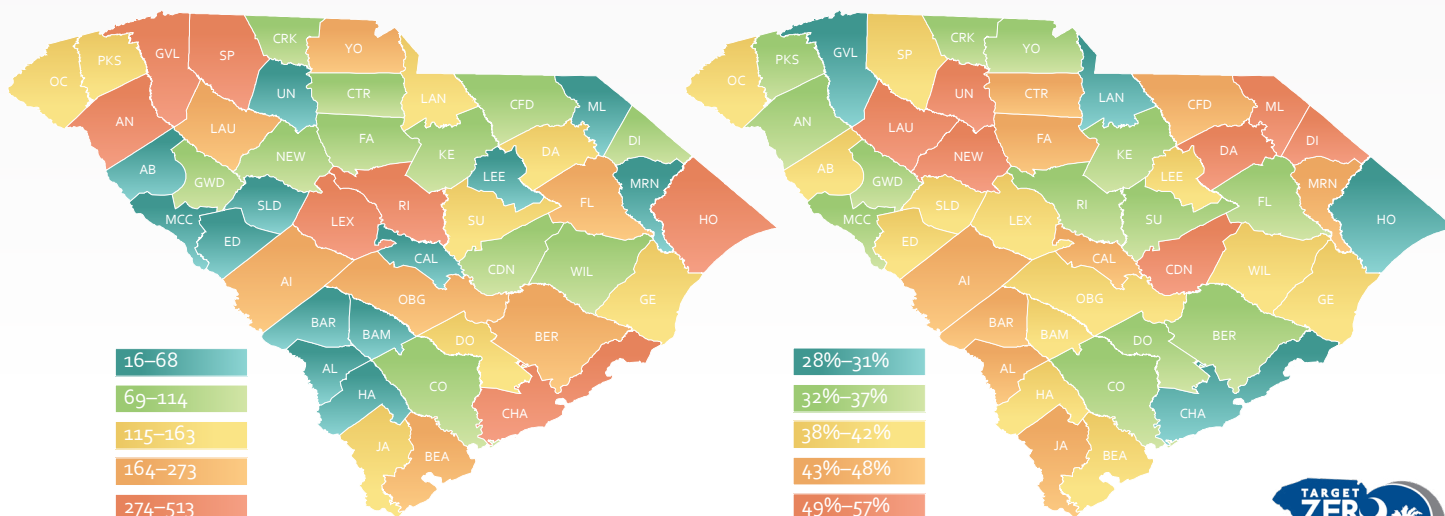 OC
PKS
GVL
SP
CRK
YO
UN
CTR
LAN
CFD
ML
AN
LAU
NEW
FA
KE
DA
DI
AB
GWD
SLD
LEE
MRN
MCC
ED
LEX
RI
SU
FL
HO
AI
CAL
CDN
WIL
GE
OBG
BAR
BAM
DO
BER
AL
HA
CO
CHA
JA
BEA
16–68
69–114
115–163
164–273
274–513
OC
PKS
GVL
SP
CRK
YO
UN
CTR
LAN
CFD
ML
AN
LAU
NEW
FA
KE
DA
DI
AB
GWD
SLD
LEE
MRN
MCC
ED
LEX
RI
SU
FL
HO
AI
CAL
CDN
WIL
GE
OBG
BAR
BAM
DO
BER
AL
HA
CO
CHA
JA
BEA
28%–31%
32%–37%
38%–42%
43%–48%
49%–57%
TARGET
ZERO